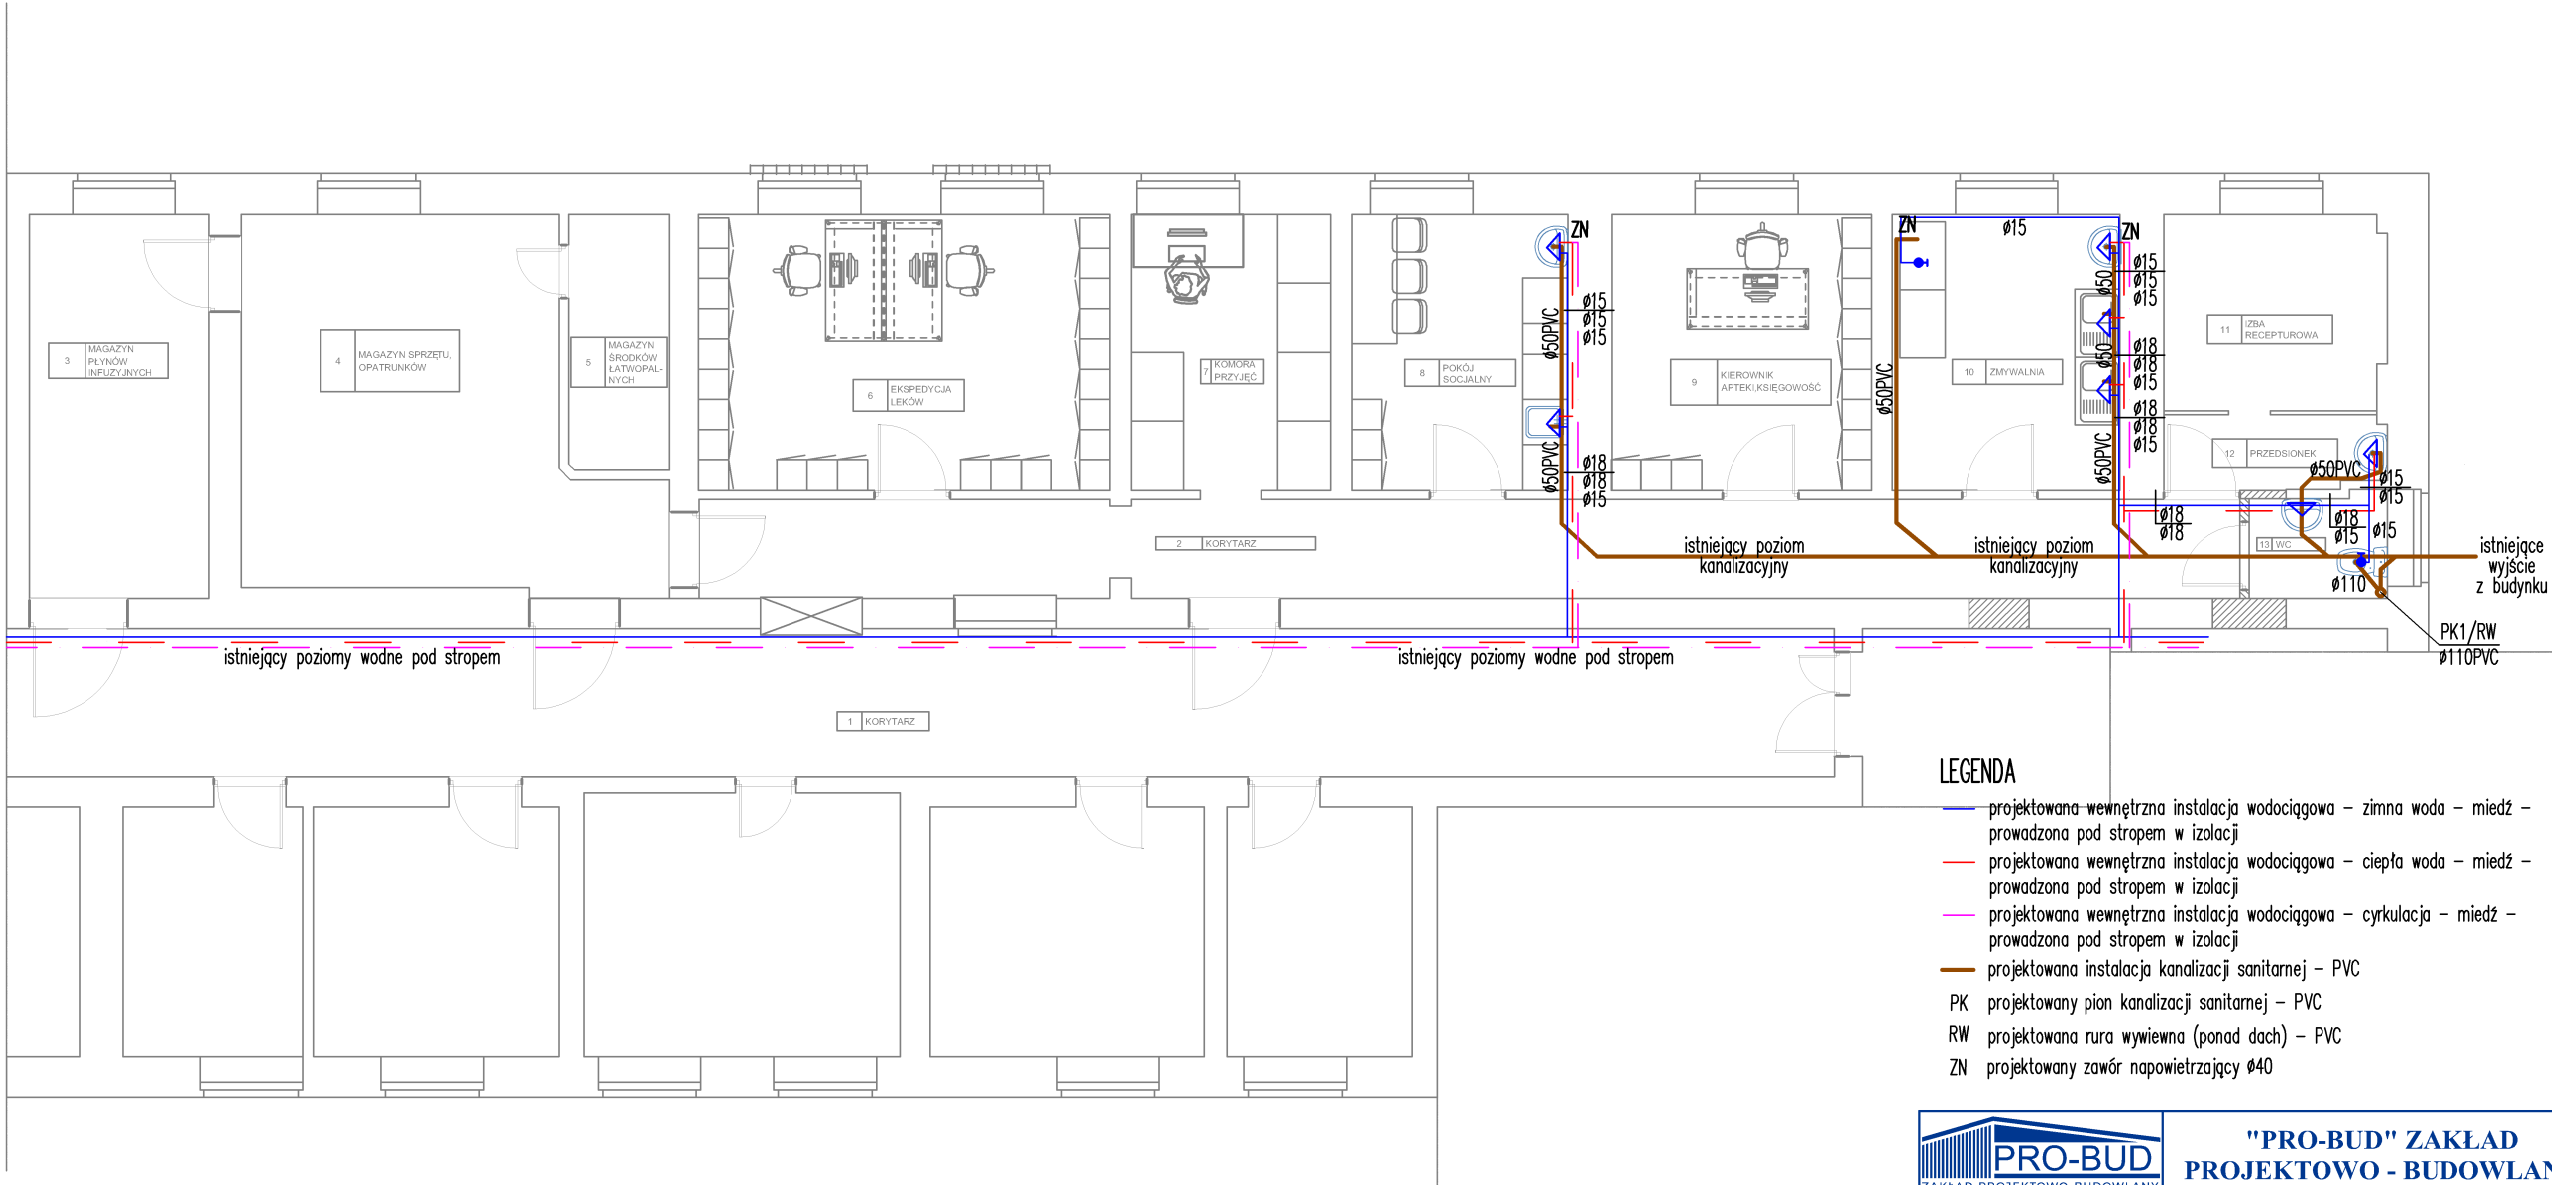 ZN
ZN
ø15
ZN
ø15
ø15
ø15
ø50
ø15
ø15
ø15
ø50PVC
3 MAGAZYN
PŁYNÓW
INFUZYJNYCH
4 MAGAZYN SPRZĘTU,
OPATRUNKÓW
5 MAGAZYN
ŚRODKÓW
ŁATWOPAL-
NYCH
6 EKSPEDYCJA
LEKÓW
7 KOMORA
PRZYJĘĆ
8 POKÓJ
SOCJALNY
9 KIEROWNIK
APTEKI,KSIĘGOWOŚĆ
ø50PVC
10 ZMYWALNIA
ø50
ø18
ø18
ø15
11 IZBA
RECEPTUROWA
ø18
ø18
ø15
ø50PVC
12 PRZEDSIONEK
ø50PVC
ø18
ø18
ø15
ø50PVC
ø15
ø15
ø18
ø18
ø18
ø15
ø15
2 KORYTARZ
istniejący poziom
kanalizacyjny
istniejący poziom
kanalizacyjny
13 WC
ø110
istniejące
wyjście
z budynku
PK1/RW
ø110PVC
istniejący poziomy wodne pod stropem
istniejący poziomy wodne pod stropem
1 KORYTARZ
LEGENDA
projektowana wewnętrzna instalacja wodociągowa – zimna woda – miedź –
prowadzona pod stropem w izolacji
projektowana wewnętrzna instalacja wodociągowa – ciepła woda – miedź –
prowadzona pod stropem w izolacji
projektowana wewnętrzna instalacja wodociągowa – cyrkulacja – miedź –
prowadzona pod stropem w izolacji
projektowana instalacja kanalizacji sanitarnej – PVC
PK projektowany pion kanalizacji sanitarnej – PVC
RW projektowana rura wywiewna (ponad dach) – PVC
ZN projektowany zawór napowietrzający ø40
PRO-BUD
ZAKŁAD PROJEKTOWO BUDOWLANY
"PRO-BUD" ZAKŁAD
PROJEKTOWO - BUDOWLAN